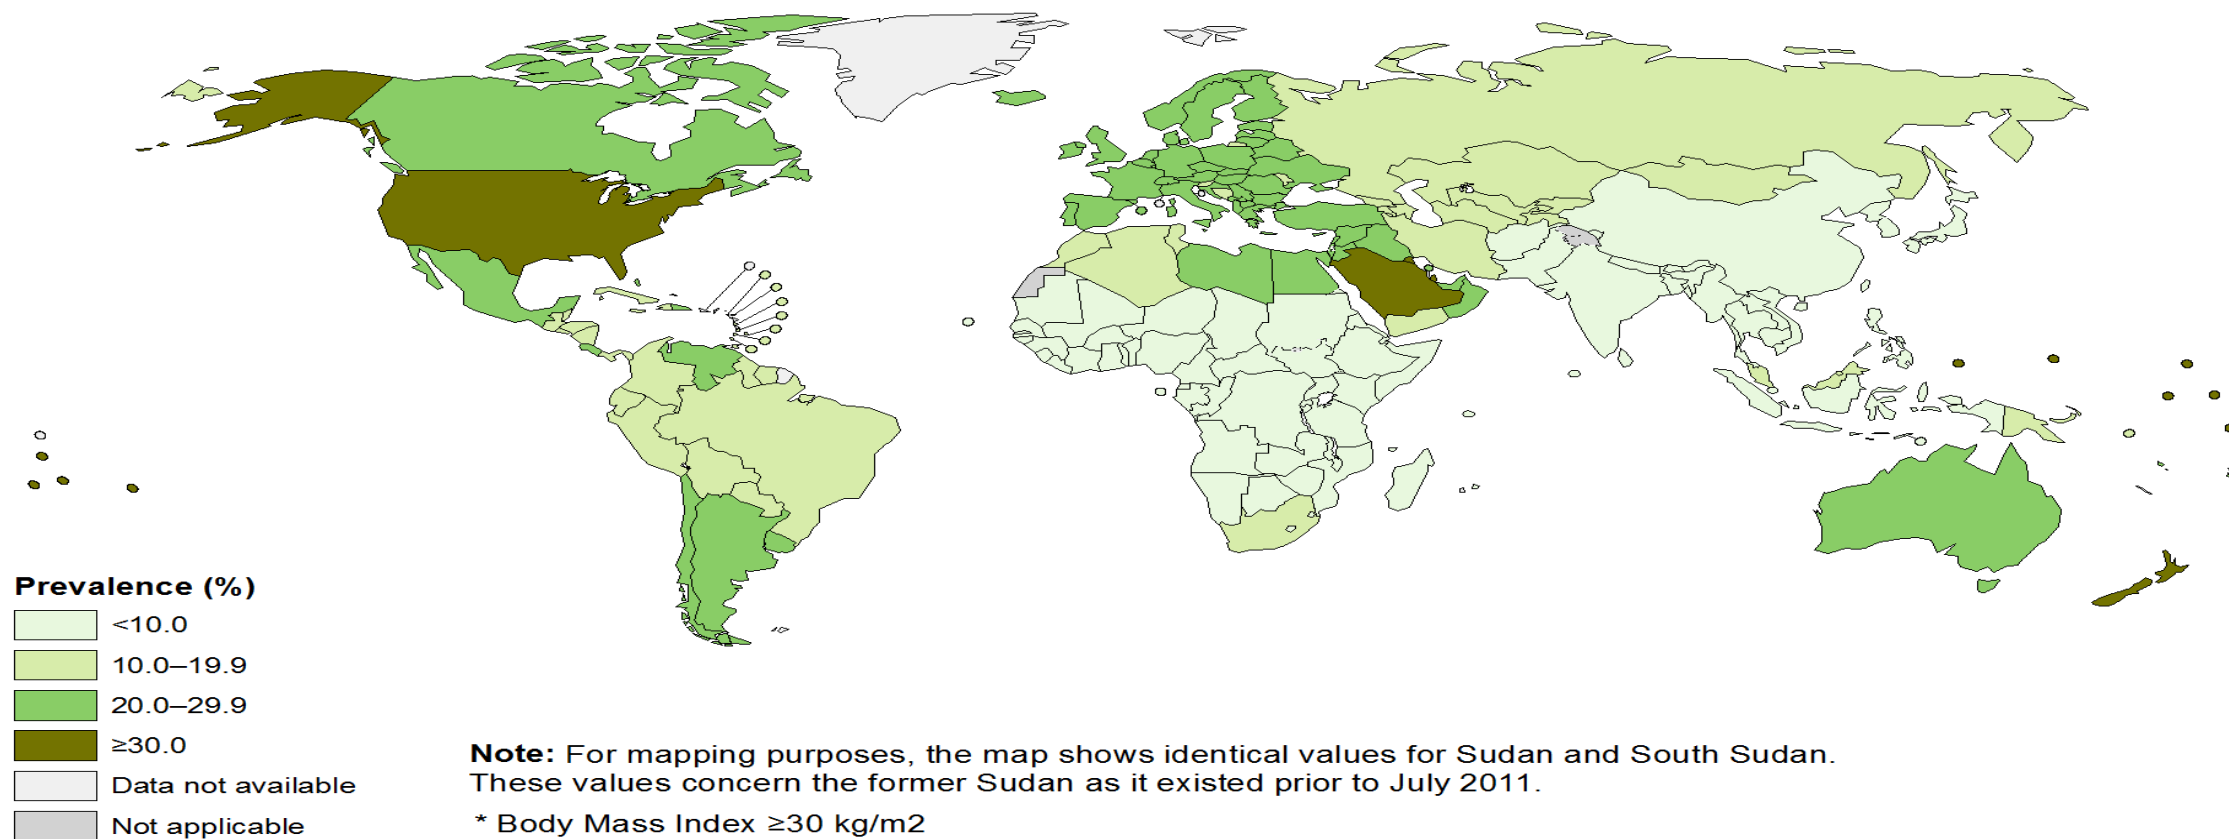 Prevalence (%)
<10.0
10.0–19.9
20.0–29.9
≥30.0
Data not available
Not applicable
Note: For mapping purposes, the map shows identical values for Sudan and South Sudan.
These values concern the former Sudan as it existed prior to July 2011.
* Body Mass Index ≥30 kg/m2